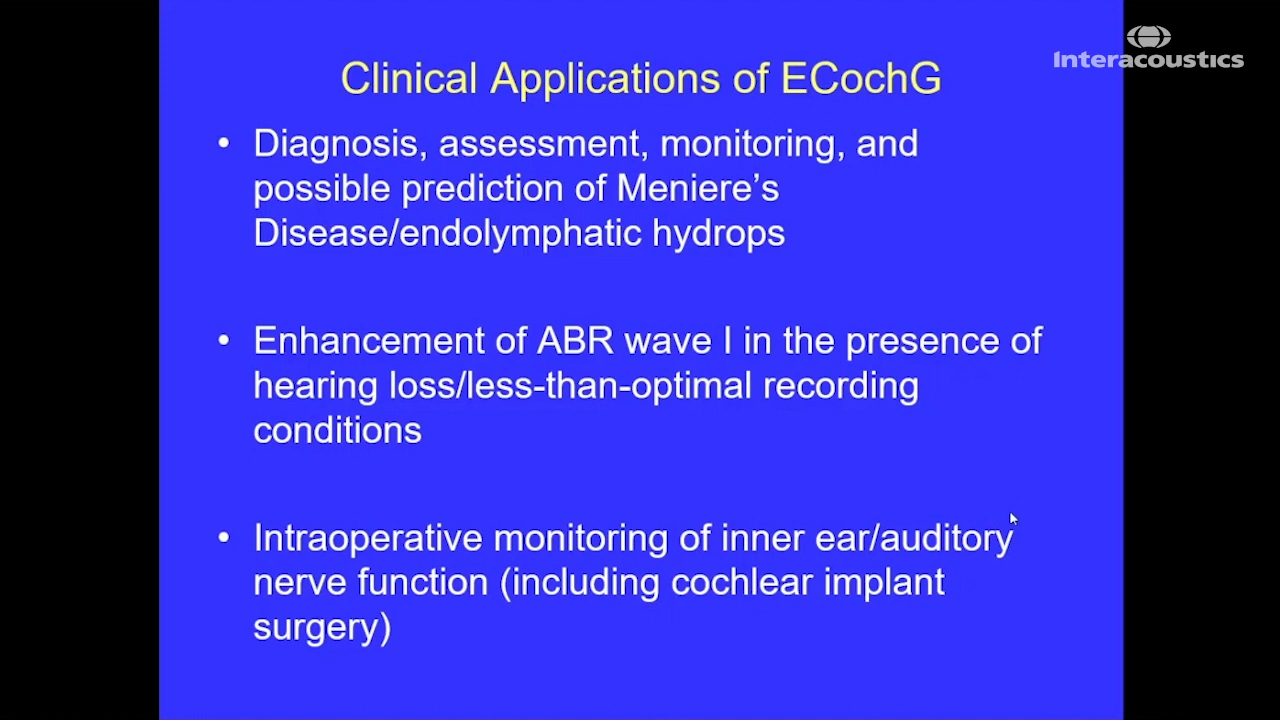 Interacoustics
Clinical Applications of ECochG
• Diagnosis, assessment, monitoring, and
possible prediction of Meniere’s
Disease/endolymphatic hydrops
• Enhancement of ABR wave I in the presence of
hearing loss/less-than-optimal recording
conditions
• Intraoperative monitoring of inner ear/auditory
nerve function (including cochlear implant
surgery)